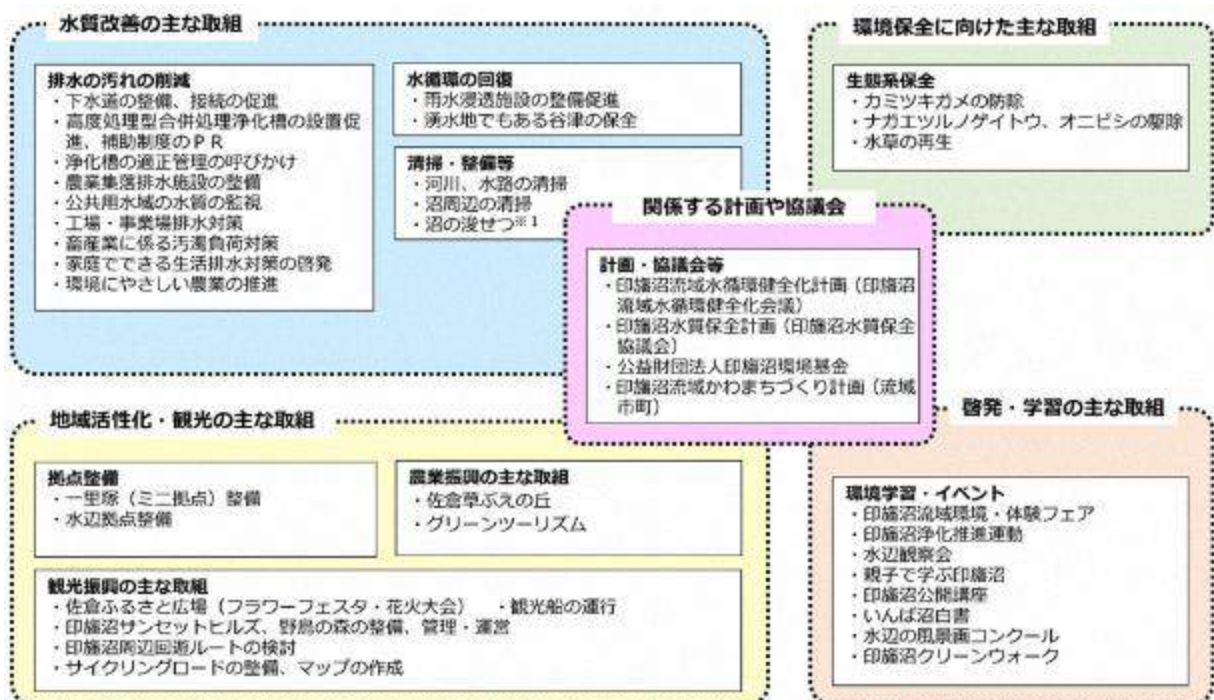 水質改善の主な取組
排水の汚れの削減
・下水道の整備、接続の促進
・高度処理型合併処理浄化槽の設置促
進、補助制度のPR
・浄化槽の適正管理の呼びかけ
・農業集落排水施設の整備
・公共用水域の水質の監視
・工場・事業場排水対策
・畜産業に係る汚濁負荷対策
・家庭でできる生活排水対策の啓発
・環境にやさしい農業の推進
水循環の回復
・雨水浸透施設の整備促進
・湧水地でもある谷津の保全
清掃・整備等
・河川、水路の清掃
・沼周辺の清掃
・沼の浚せつ※1
環境保全に向けた主な取組
生態系保全
・カミツキガメの防除
・ナガエツルノゲイトウ、オニビシの駆除
・水草の再生
関係する計画や協議会
計画・協議会等
・印旛沼流域水循環健全化計画(印旛沼
流域水循環健全化会議)
・印旛沼水質保全計画(印旛沼水質保全
協議会)
・公益財団法人印旛沼環境基金
・印旛沼流域かわまちづくり計画(流域
市町)
地域活性化・観光の主な取組
拠点整備
・一里塚(ミニ拠点)整備
・水辺拠点整備
農業振興の主な取組
・佐倉草ぶえの丘
・グリーンツーリズム
観光振興の主な取組
・佐倉ふるさと広場(フラワーフェスタ・花火大会) ・観光船の運行
・印旛沼サンセットヒルズ、野鳥の森の整備、管理・運営
・印旛沼周辺回遊ルートの検討
・サイクリングロードの整備、マップの作成
啓発・学習の主な取組
環境学習・イベント
・印旛沼流域環境・体験フェア
・印旛沼浄化推進運動
・水辺観察会
・親子で学ぶ印旛沼
・印旛沼公開講座
・いんば沼白書
・水辺の風景画コンクール
・印旛沼クリーンウォーク